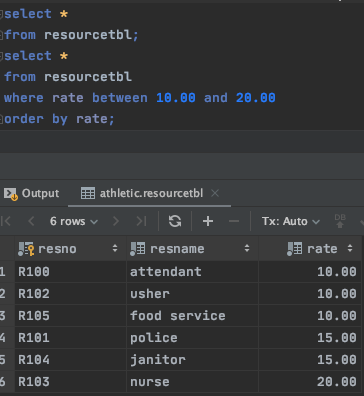 select *
from resourcetbl;
select *
from resourcetbl
where rate between 10.00 and 20.00
order by rate;
Output athletic.resourcetbl
6 rows Tx: Auto DB
resno resname rate
1 R100 attendant 10.00
2 R102 usher 10.00
3 R105 food service 10.00
4 R101 police 15.00
5 R104 janitor 15.00
6 R103 nurse 20.00